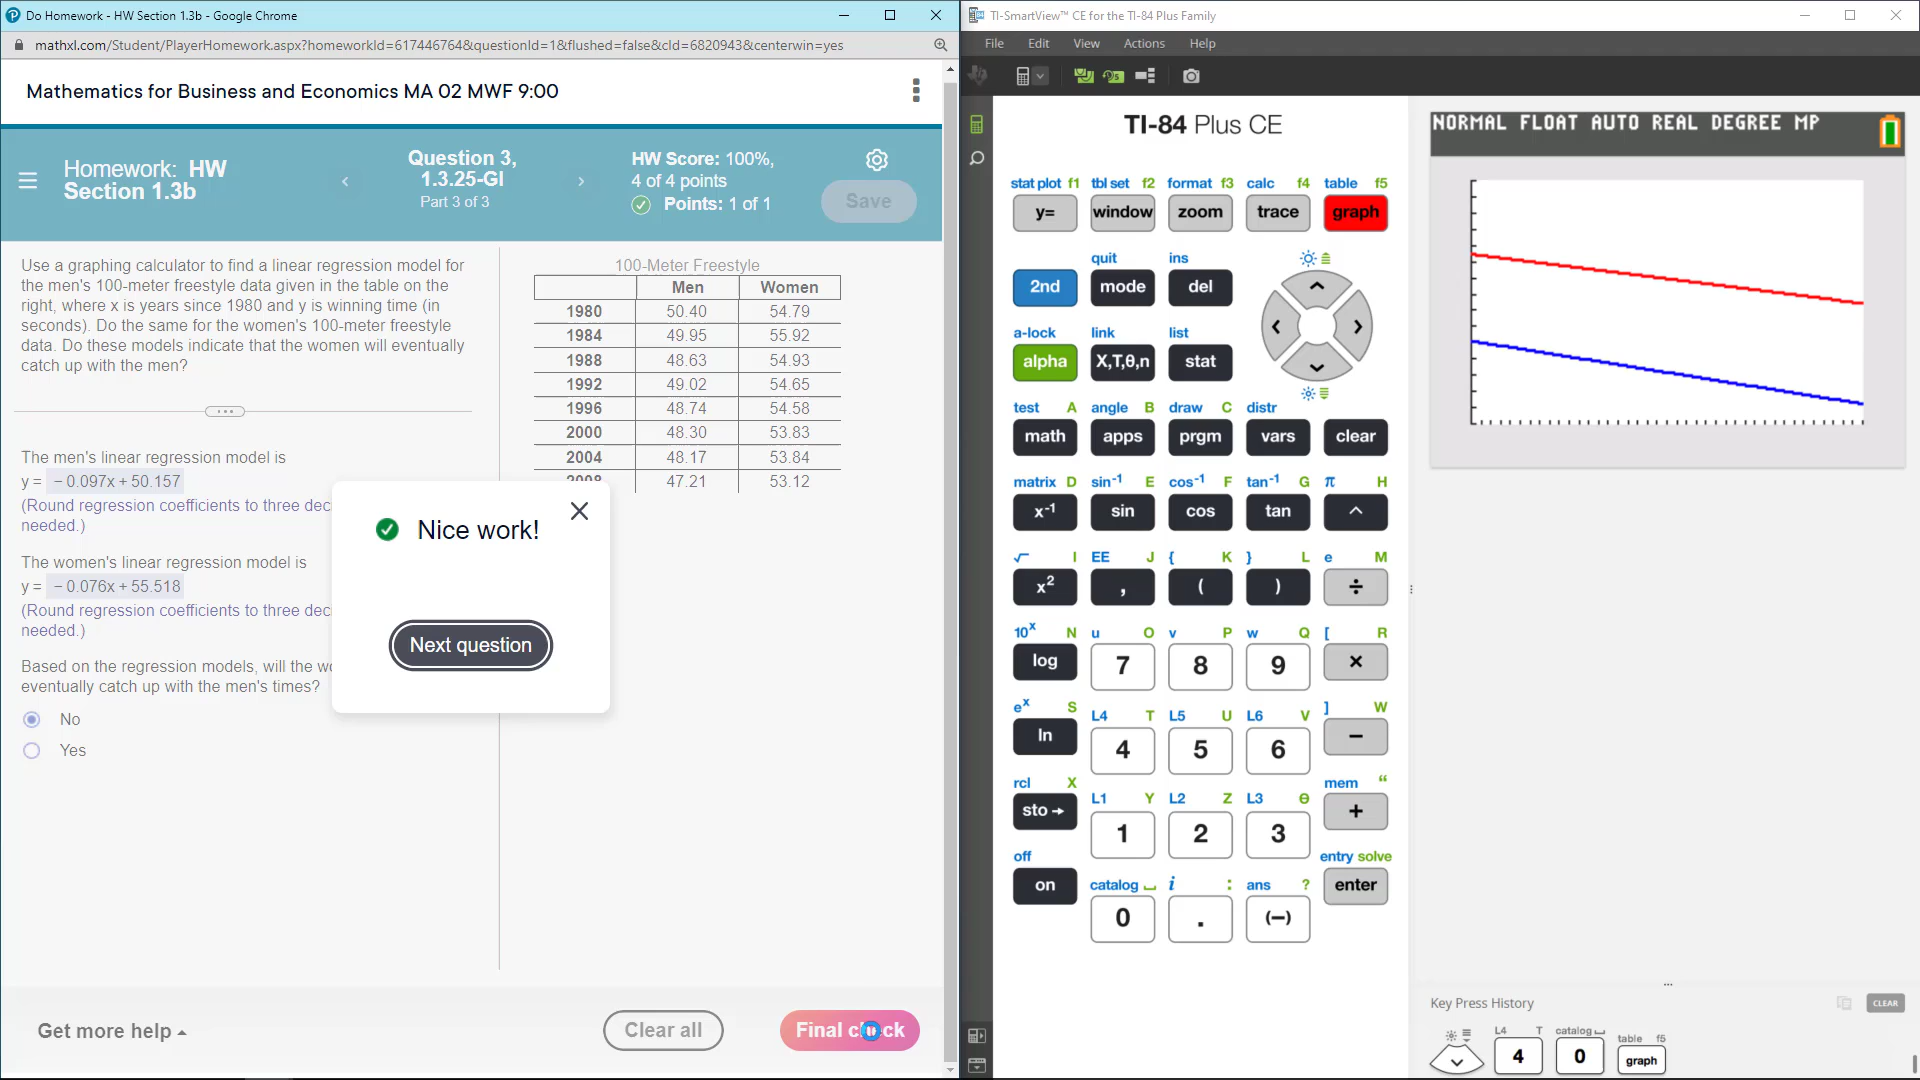 Do Homework - HW Section 1.3b - Google Chrome
mathxl.com/Student/PlayerHomework.aspx?homeworkId=617446764&questionId=1&flushed=false&cId=6820943&centerwin=yes
Mathematics for Business and Economics MA 02 MWF 9:00
Homework: HW Section 1.3b
Question 3, 1.3.25-GI
Part 3 of 3
HW Score: 100%, 4 of 4 points
Points: 1 of 1
Save
Use a graphing calculator to find a linear regression model for
the men's 100-meter freestyle data given in the table on the
right, where x is years since 1980 and y is winning time (in
seconds). Do the same for the women's 100-meter freestyle
data. Do these models indicate that the women will eventually
catch up with the men?
100-Meter Freestyle
Men Women
1980 50.40 54.79
1984 49.95 55.92
1988 48.63 54.93
1992 49.02 54.65
1996 48.74 54.58
2000 48.30 53.83
2004 48.17 53.84
2008 47.21 53.12
The men's linear regression model is
y = − 0.097x + 50.157
(Round regression coefficients to three dec
needed.)
The women's linear regression model is
y = − 0.076x + 55.518
(Round regression coefficients to three dec
needed.)
Based on the regression models, will the wo
eventually catch up with the men's times?
No
Yes
Nice work!
Next question
Get more help
Clear all
Final check
TI-SmartView™ CE for the TI-84 Plus Family
File Edit View Actions Help
TI-84 Plus CE
stat plot f1 tbl set f2 format f3 calc f4 table f5
y= window zoom trace graph
quit ins
2nd mode del
a-lock link list
alpha X,T,θ,n stat
test A angle B draw C distr
math apps prgm vars clear
matrix D sin⁻¹ E cos⁻¹ F tan⁻¹ G π H
x⁻¹ sin cos tan ^
√ I EE J { K } L e M
x² , ( ) ÷
10ˣ N u O v P w Q [ R
log 7 8 9 ×
eˣ S L4 T L5 U L6 V ] W
ln 4 5 6 −
rcl X L1 Y L2 Z L3 θ mem “
sto→ 1 2 3 +
off catalog i : ans ? entry solve
on 0 . (−) enter
NORMAL FLOAT AUTO REAL DEGREE MP
Key Press History
CLEAR
L4 T catalog table f5
4 0 graph